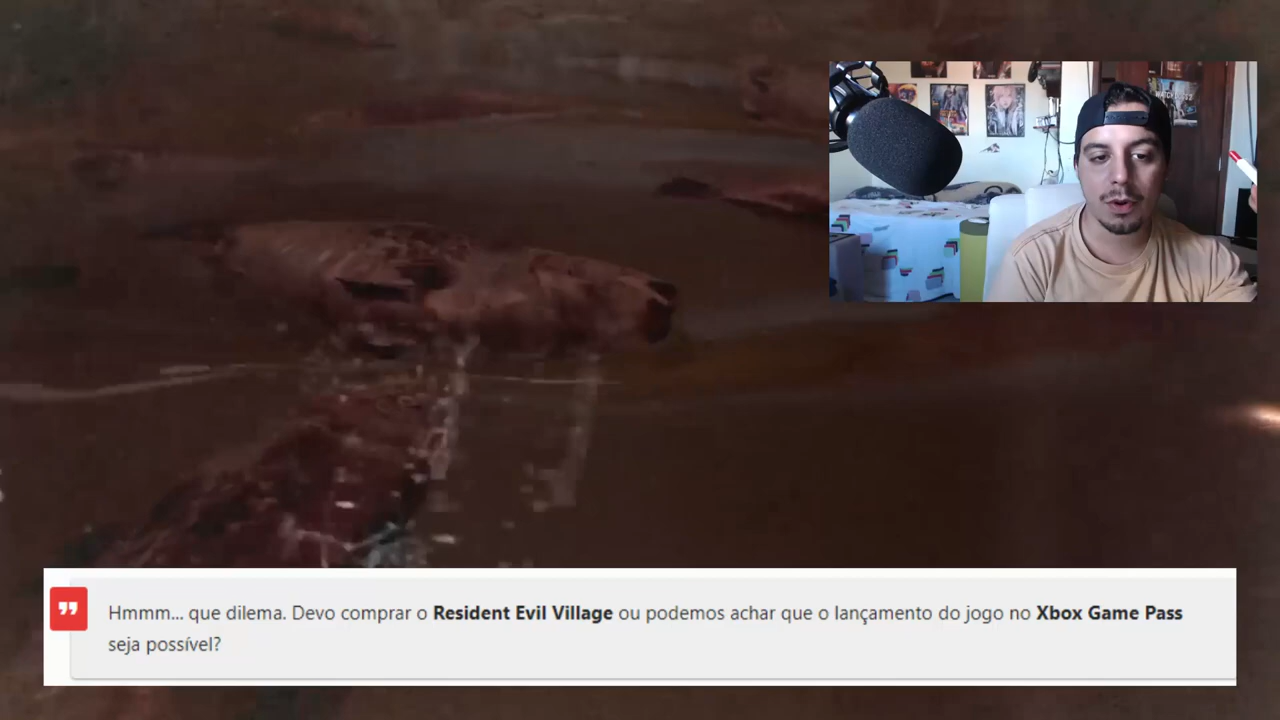 Hmmm... que dilema. Devo comprar o Resident Evil Village ou podemos achar que o lançamento do jogo no Xbox Game Pass
seja possível?